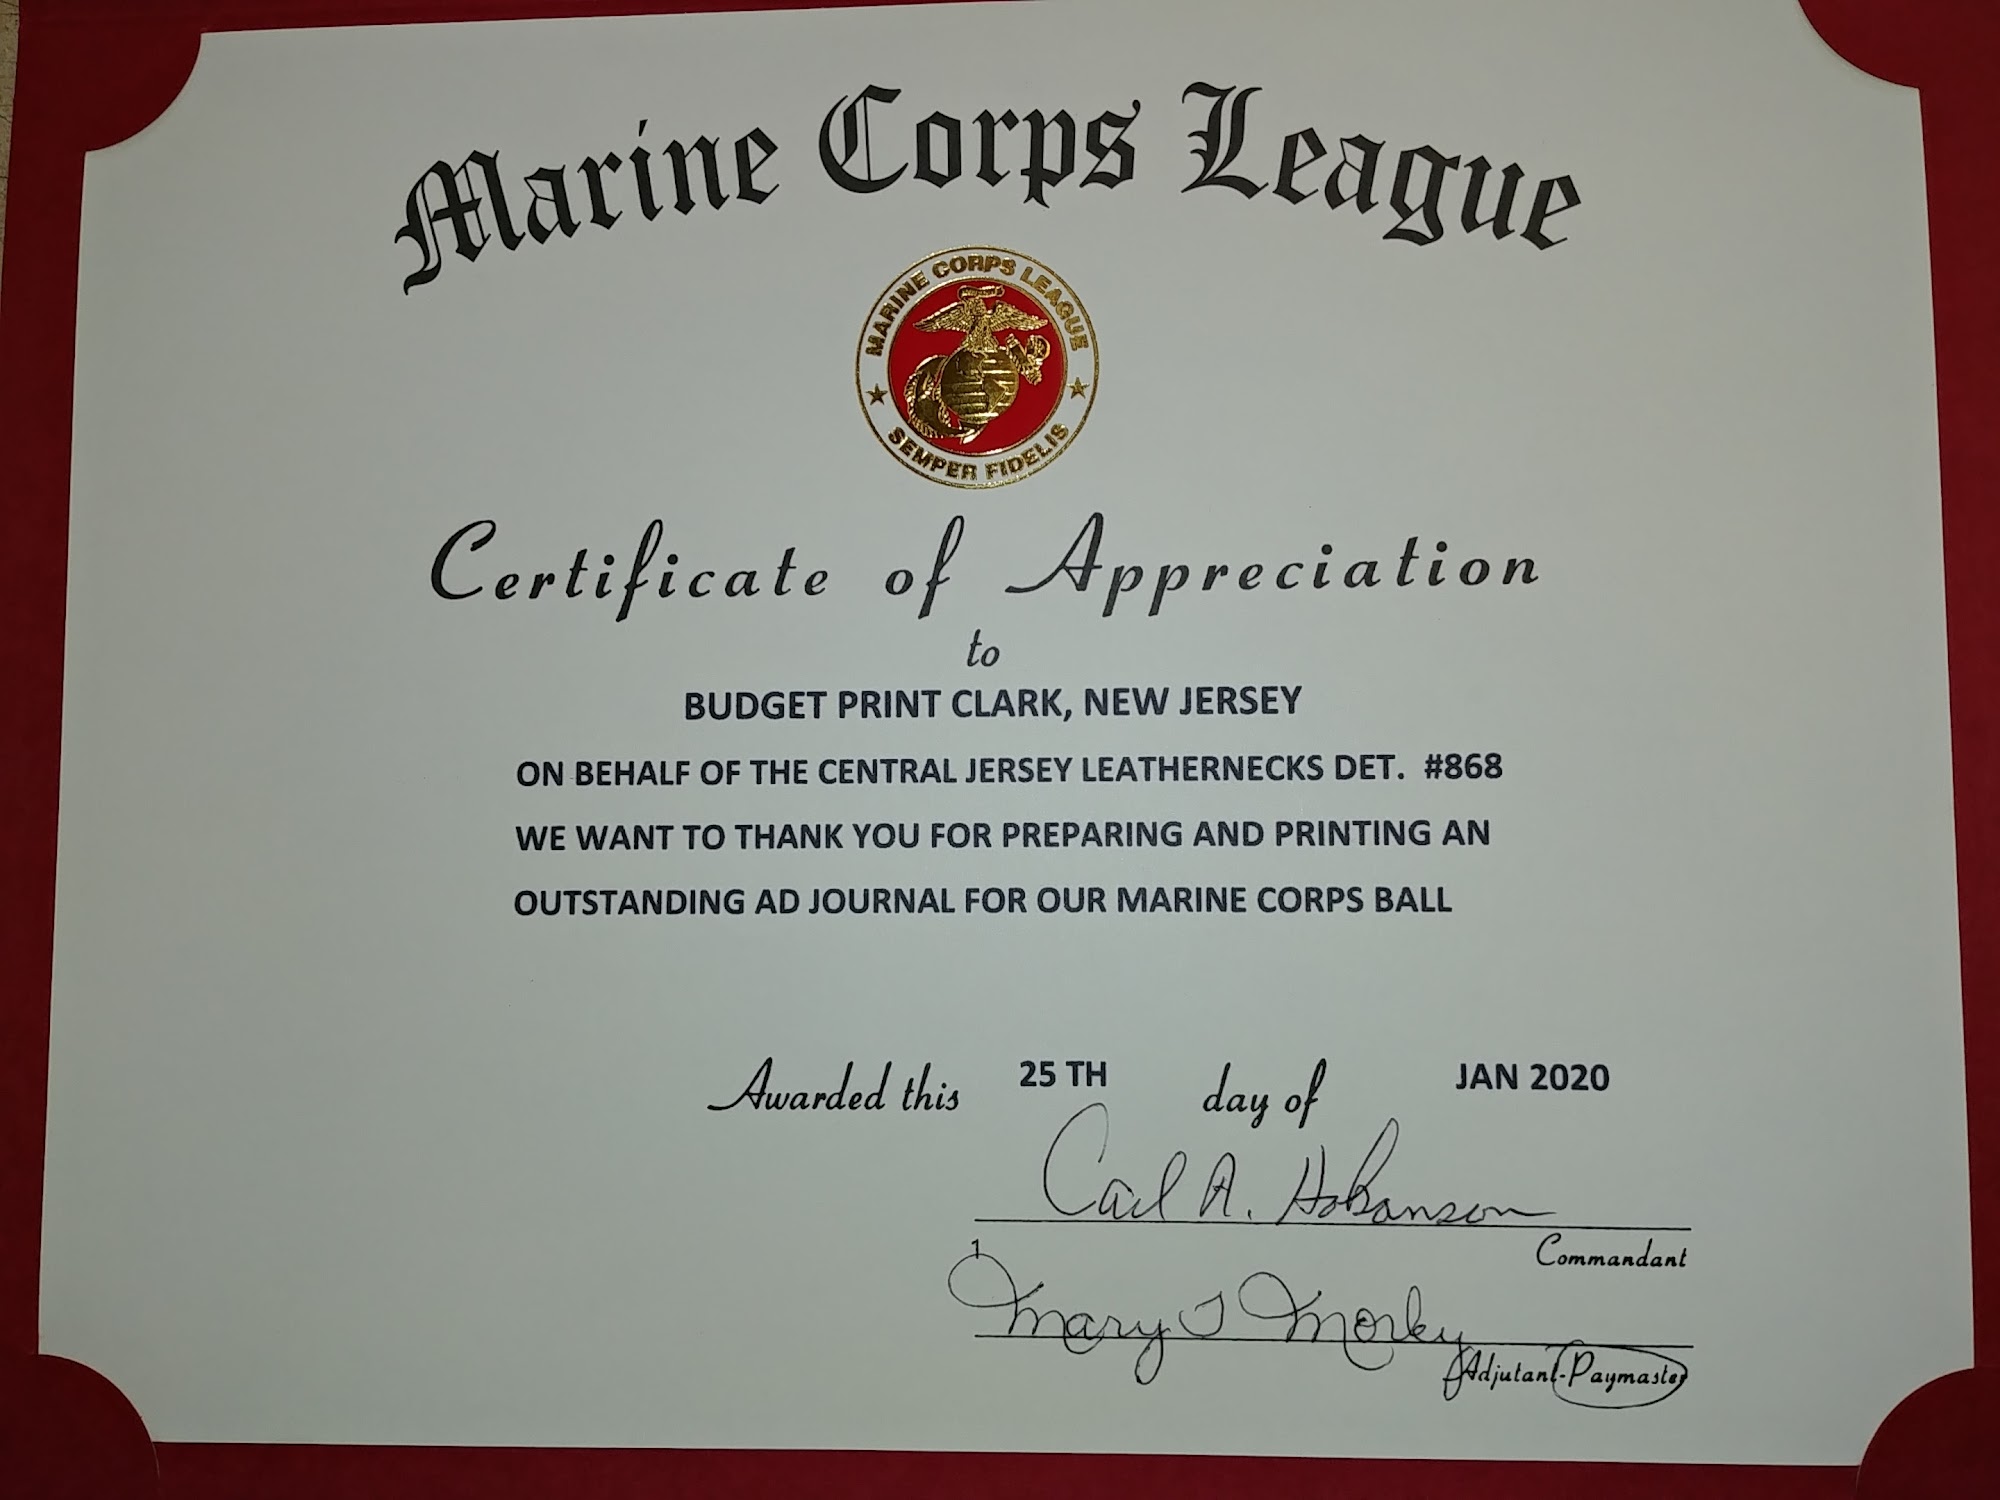 Marine Corps League
MARINE CORPS LEAGUE
SEMPER FIDELIS
Certificate of Appreciation
to
BUDGET PRINT CLARK, NEW JERSEY
ON BEHALF OF THE CENTRAL JERSEY LEATHERNECKS DET. #868
WE WANT TO THANK YOU FOR PREPARING AND PRINTING AN
OUTSTANDING AD JOURNAL FOR OUR MARINE CORPS BALL
Awarded this 25 TH day of JAN 2020
Carl A. Hokanson
Commandant
1
Mary T Morley
Adjutant-Paymaster